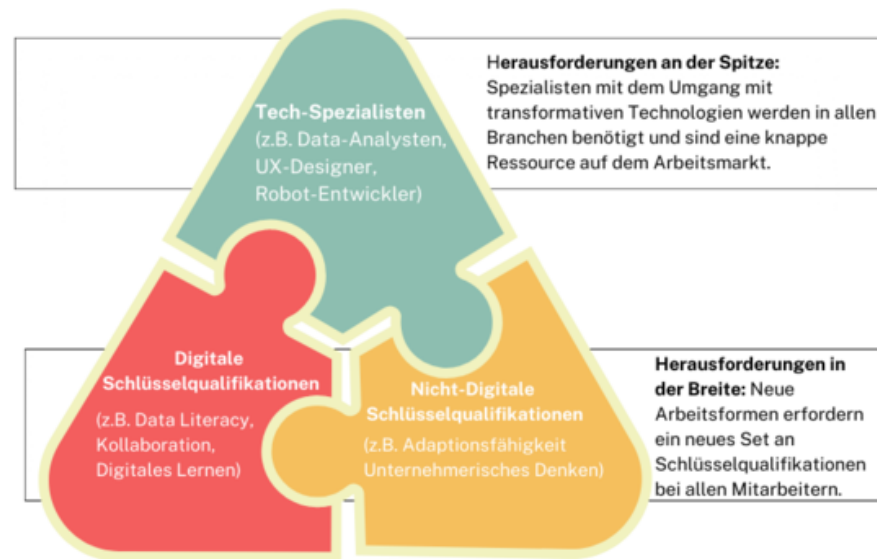 Herausforderungen an der Spitze:
Spezialisten mit dem Umgang mit
transformativen Technologien werden in allen
Branchen benötigt und sind eine knappe
Ressource auf dem Arbeitsmarkt.
Tech-Spezialisten
(z.B. Data-Analysten,
UX-Designer,
Robot-Entwickler)
Digitale
Schlüsselqualifikationen
(z.B. Data Literacy,
Kollaboration,
Digitales Lernen)
Nicht-Digitale
Schlüsselqualifikationen
(z.B. Adaptionsfähigkeit
Unternehmerisches Denken)
Herausforderungen in
der Breite: Neue
Arbeitsformen erfordern
ein neues Set an
Schlüsselqualifikationen
bei allen Mitarbeitern.